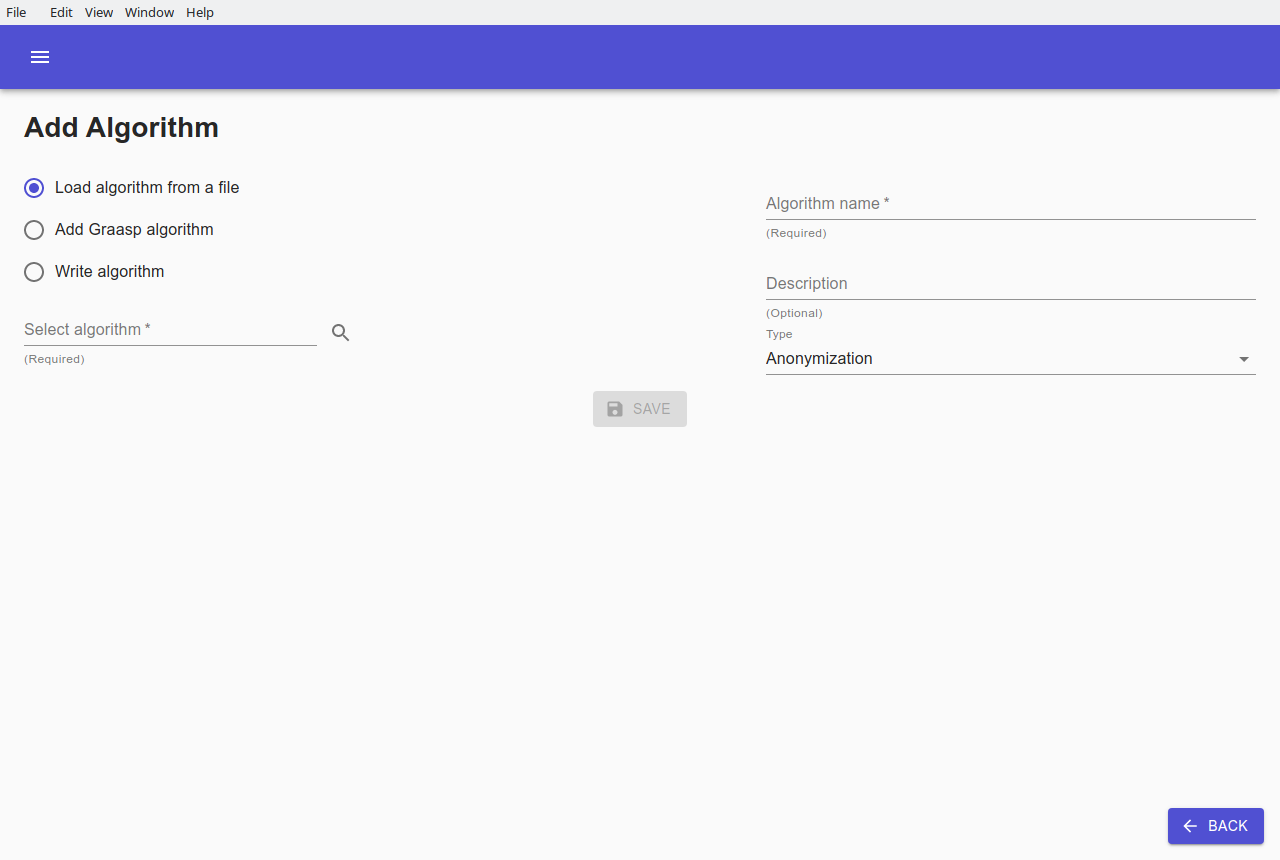 File Edit View Window Help
Add Algorithm
Load algorithm from a file
Add Graasp algorithm
Write algorithm
Select algorithm *
(Required)
Algorithm name *
(Required)
Description
(Optional)
Type
Anonymization
SAVE
BACK